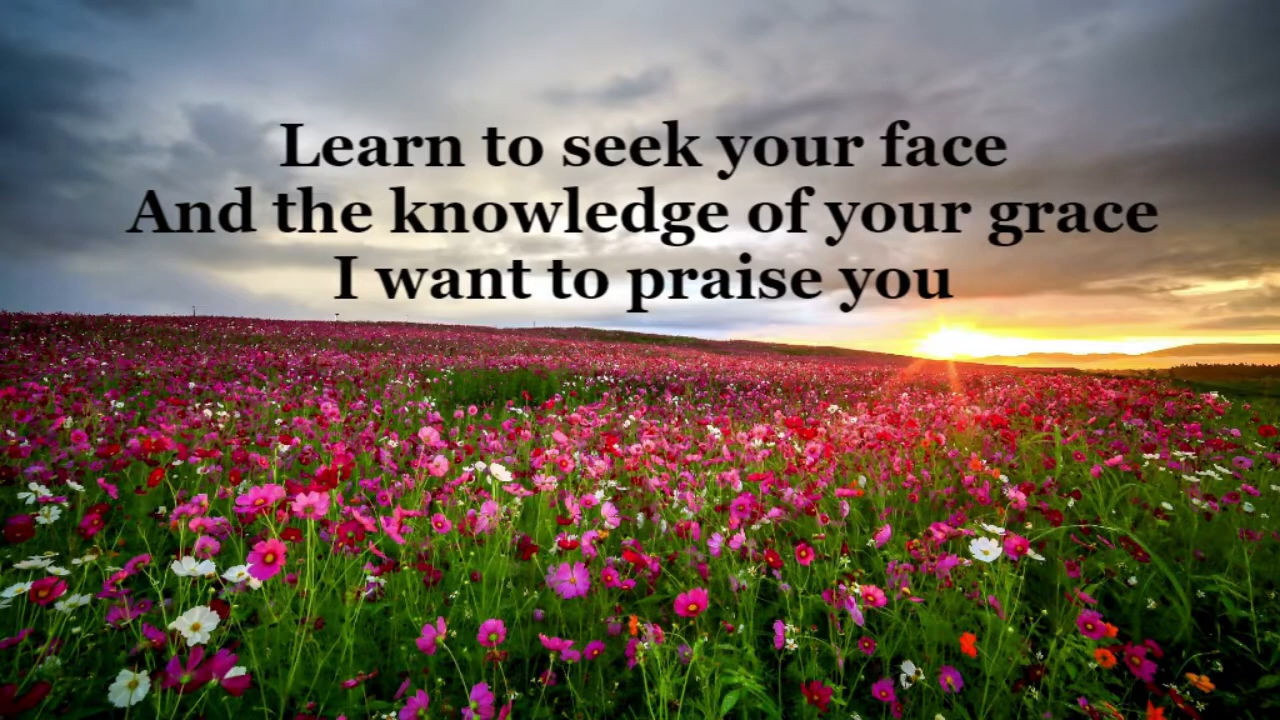 Learn to seek your face
And the knowledge of your grace
I want to praise you